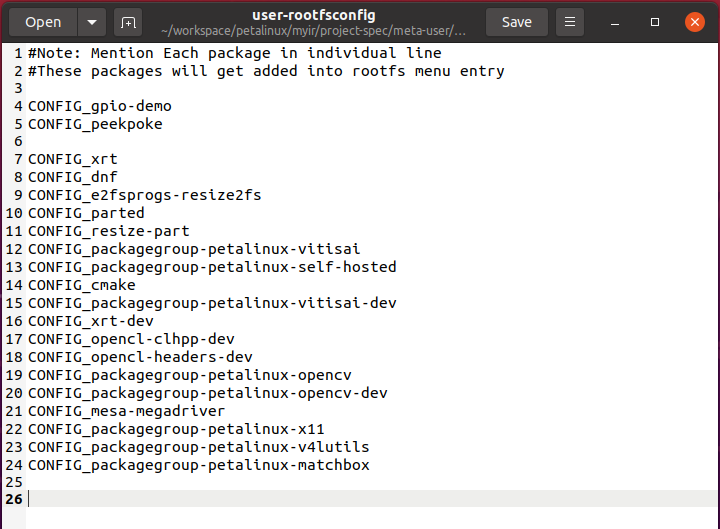 Open
user-rootfsconfig
~/workspace/petalinux/myir/project-spec/meta-user/...
Save
1 #Note: Mention Each package in individual line
2 #These packages will get added into rootfs menu entry
3
4 CONFIG_gpio-demo
5 CONFIG_peekpoke
6
7 CONFIG_xrt
8 CONFIG_dnf
9 CONFIG_e2fsprogs-resize2fs
10 CONFIG_parted
11 CONFIG_resize-part
12 CONFIG_packagegroup-petalinux-vitisai
13 CONFIG_packagegroup-petalinux-self-hosted
14 CONFIG_cmake
15 CONFIG_packagegroup-petalinux-vitisai-dev
16 CONFIG_xrt-dev
17 CONFIG_opencl-clhpp-dev
18 CONFIG_opencl-headers-dev
19 CONFIG_packagegroup-petalinux-opencv
20 CONFIG_packagegroup-petalinux-opencv-dev
21 CONFIG_mesa-megadriver
22 CONFIG_packagegroup-petalinux-x11
23 CONFIG_packagegroup-petalinux-v4lutils
24 CONFIG_packagegroup-petalinux-matchbox
25
26